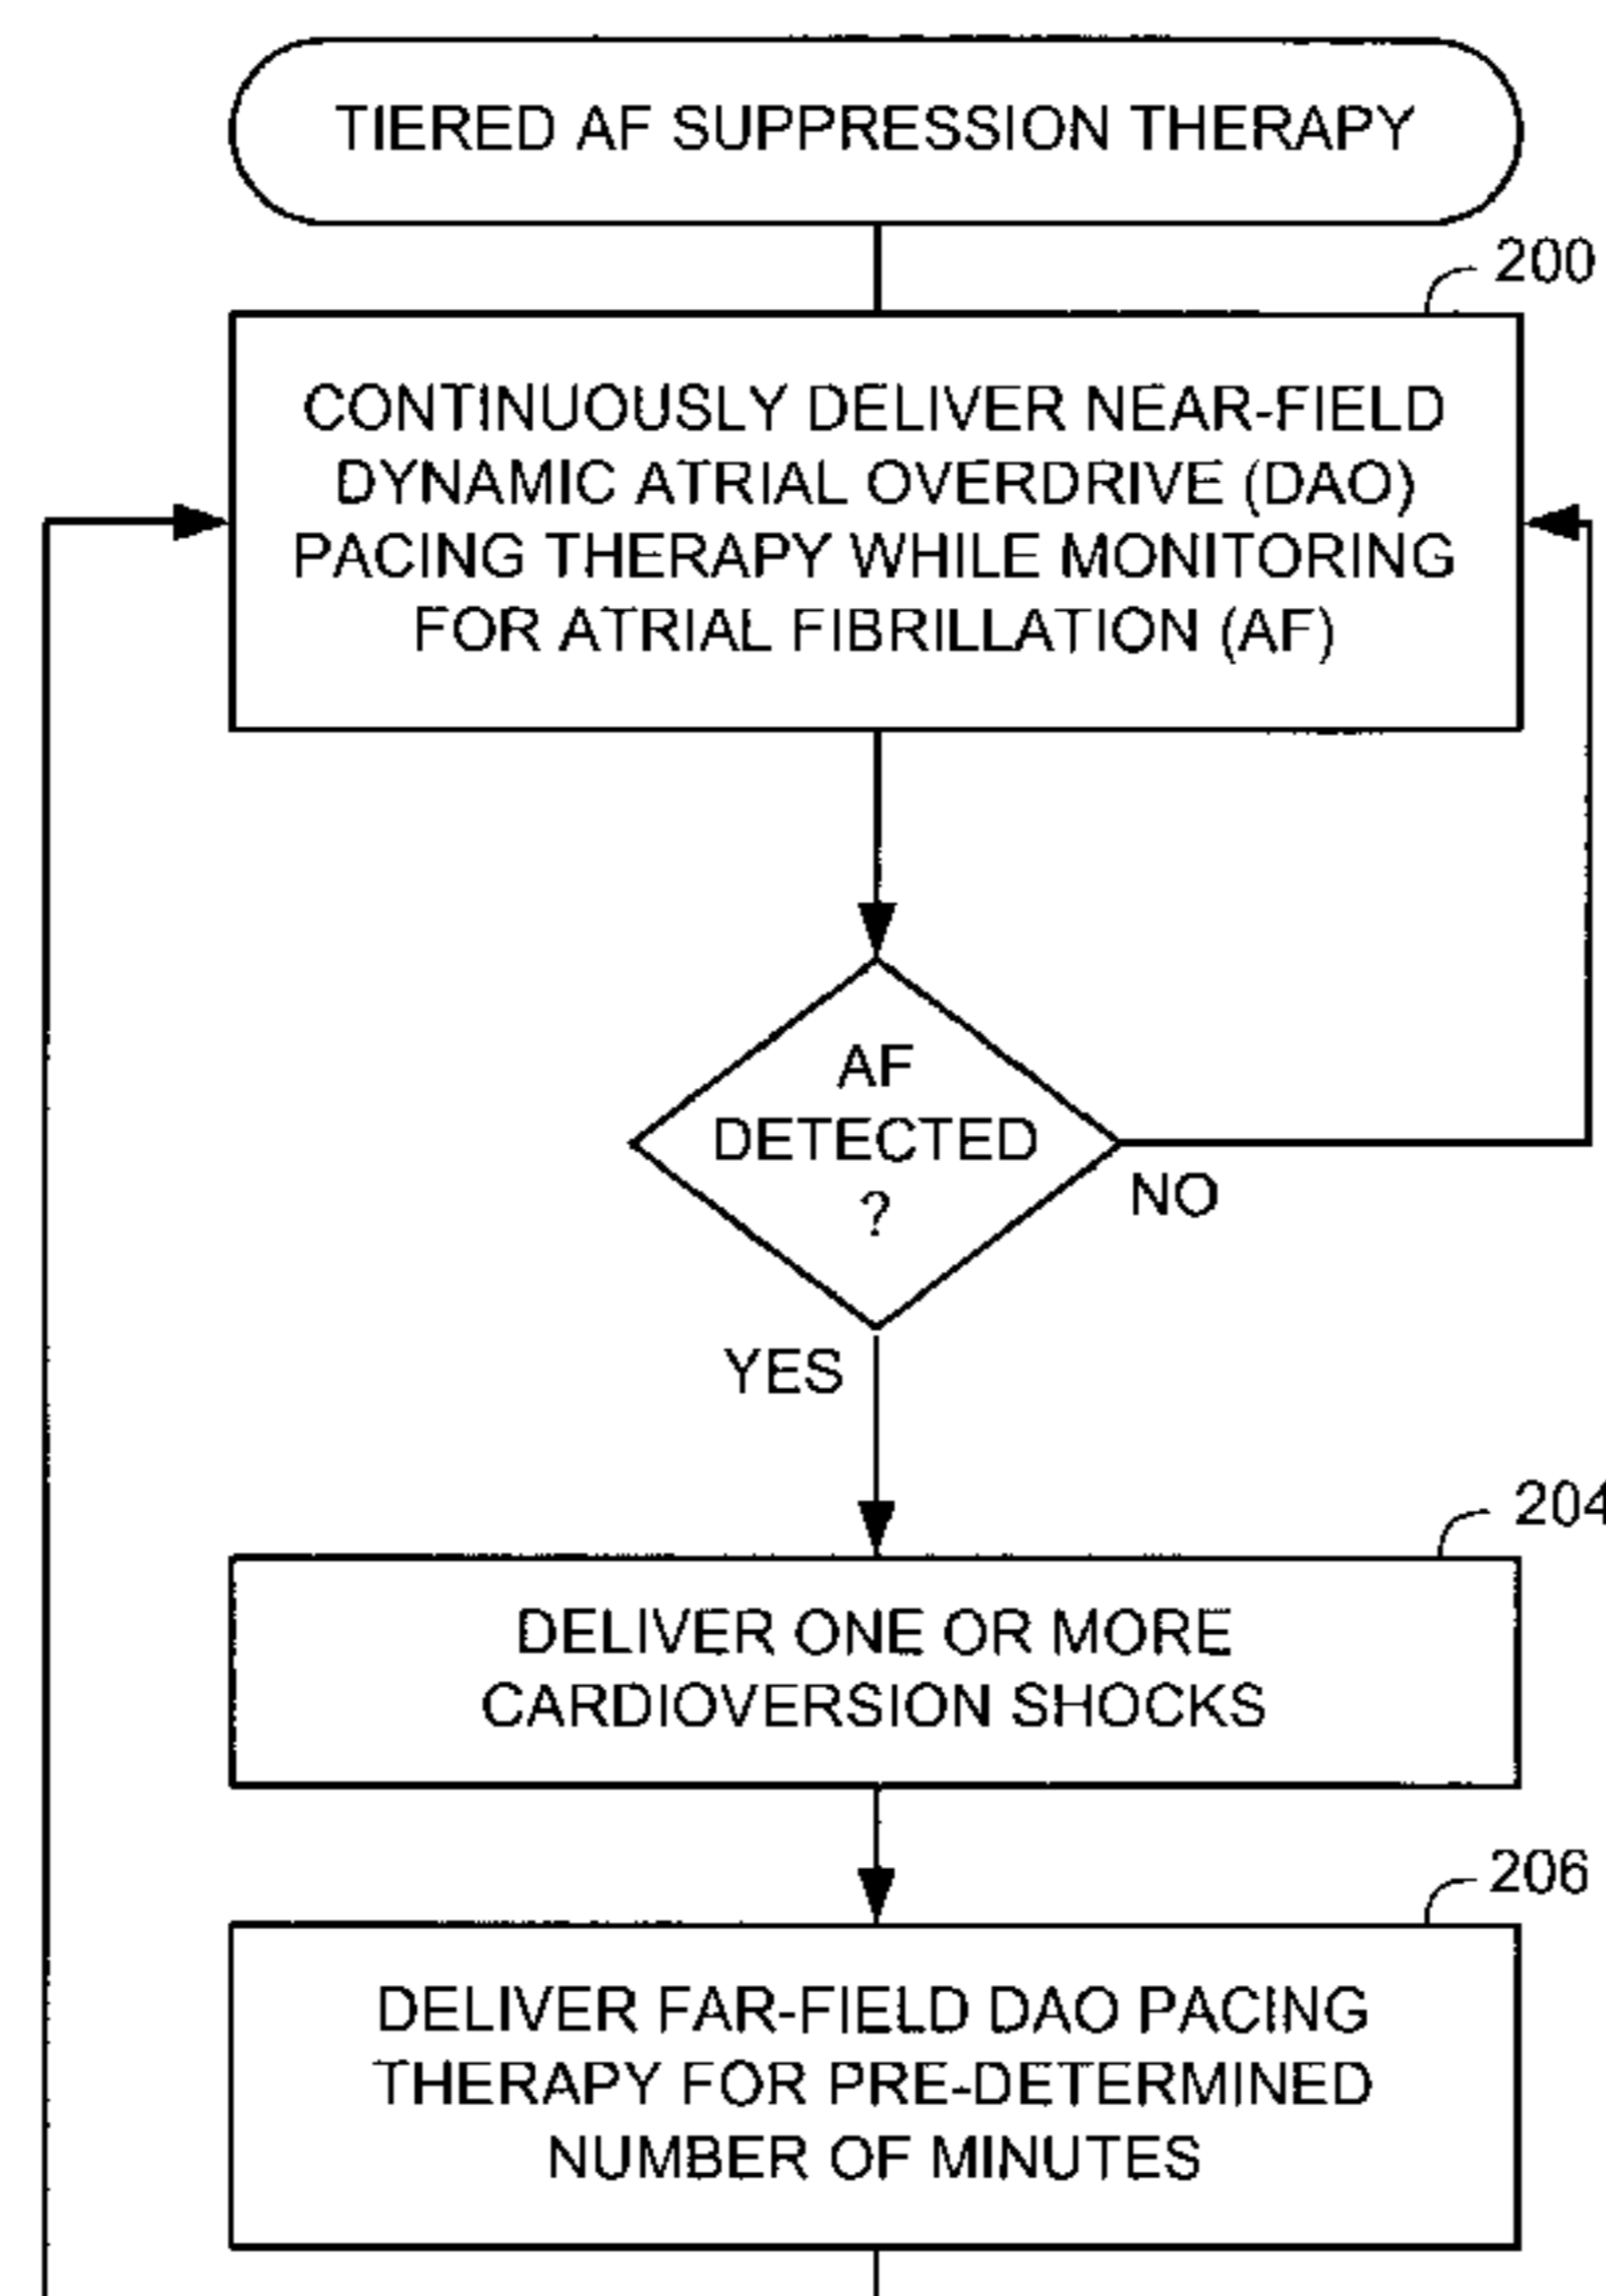 TIERED AF SUPPRESSION THERAPY
200
CONTINUOUSLY DELIVER NEAR-FIELD
DYNAMIC ATRIAL OVERDRIVE (DAO)
PACING THERAPY WHILE MONITORING
FOR ATRIAL FIBRILLATION (AF)
AF
DETECTED
?
NO
YES
204
DELIVER ONE OR MORE
CARDIOVERSION SHOCKS
206
DELIVER FAR-FIELD DAO PACING
THERAPY FOR PRE-DETERMINED
NUMBER OF MINUTES